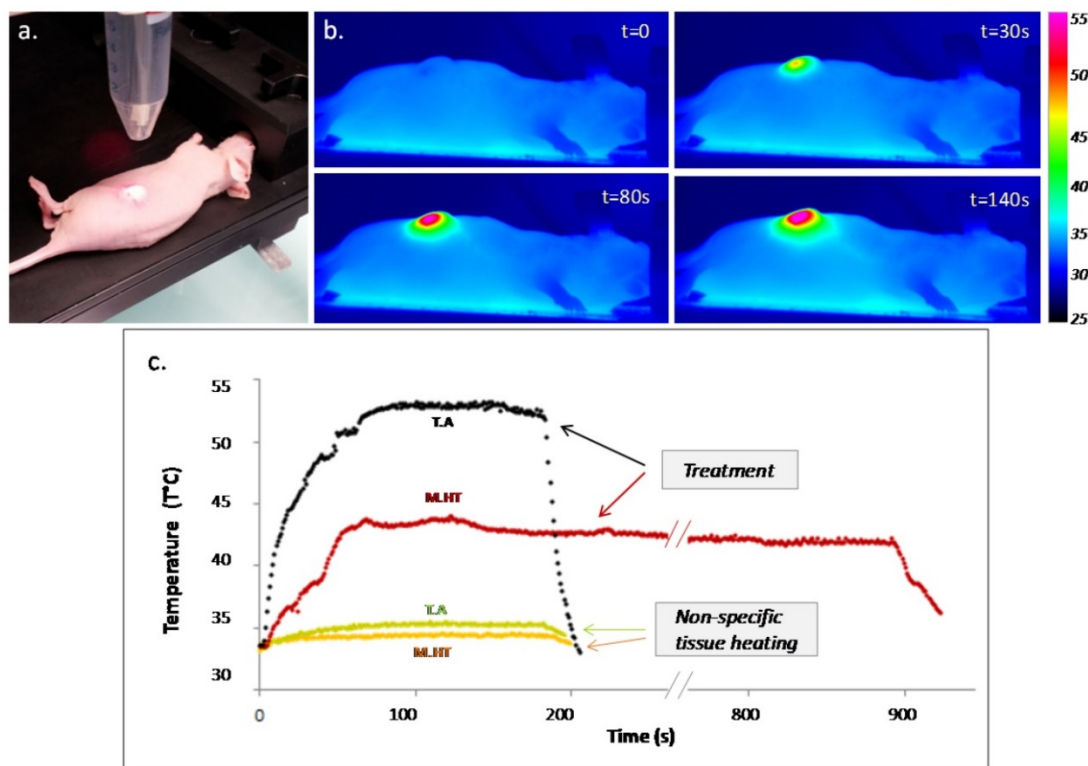 a.
b.
t=0
t=30s
t=80s
t=140s
55
50
45
40
35
30
25
c.
55
50
45
40
35
30
Temperature (T°C)
T.A
M.HT
T.A
M.HT
Treatment
Non-specific
tissue heating
0
100
200
800
900
Time (s)